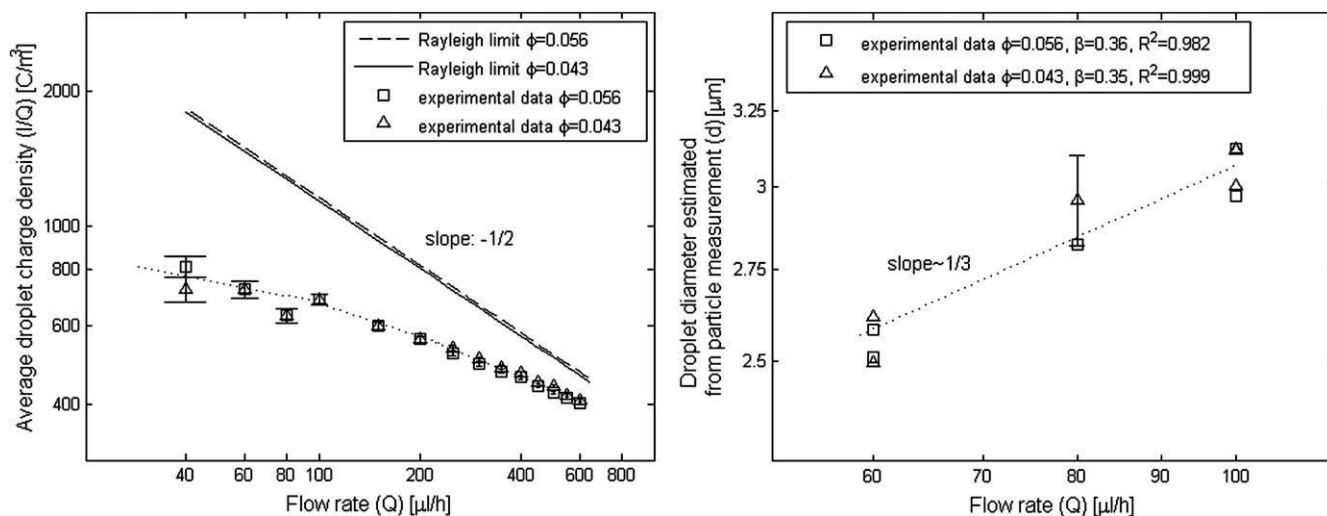 Average droplet charge density (I/Q) [C/m³]
2000
1000
800
600
400
Rayleigh limit ϕ=0.056
Rayleigh limit ϕ=0.043
experimental data ϕ=0.056
experimental data ϕ=0.043
slope: -1/2
40 60 80 100 200 400 600 800
Flow rate (Q) [µl/h]
Droplet diameter estimated
from particle measurement (d) [µm]
3.25
3
2.75
2.5
experimental data ϕ=0.056, β=0.36, R²=0.982
experimental data ϕ=0.043, β=0.35, R²=0.999
slope~1/3
60 70 80 90 100
Flow rate (Q) [µl/h]